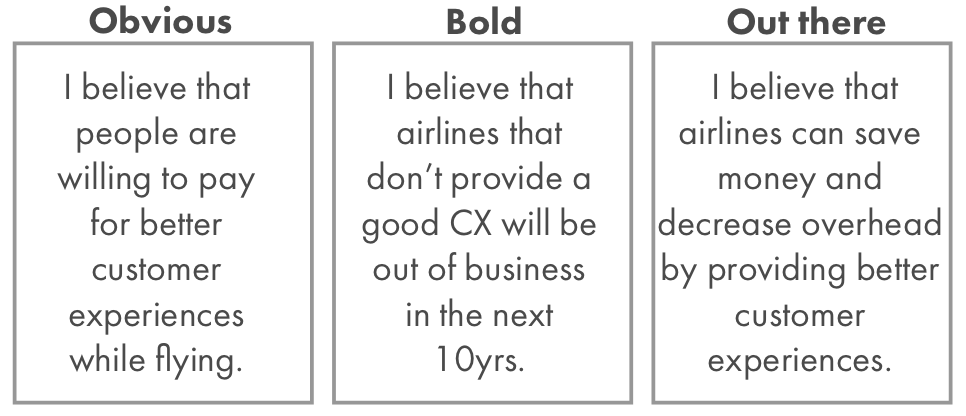 Obvious
I believe that
people are
willing to pay
for better
customer
experiences
while flying.
Bold
I believe that
airlines that
don't provide a
good CX will be
out of business
in the next
10yrs.
Out there
I believe that
airlines can save
money and
decrease overhead
by providing better
customer
experiences.